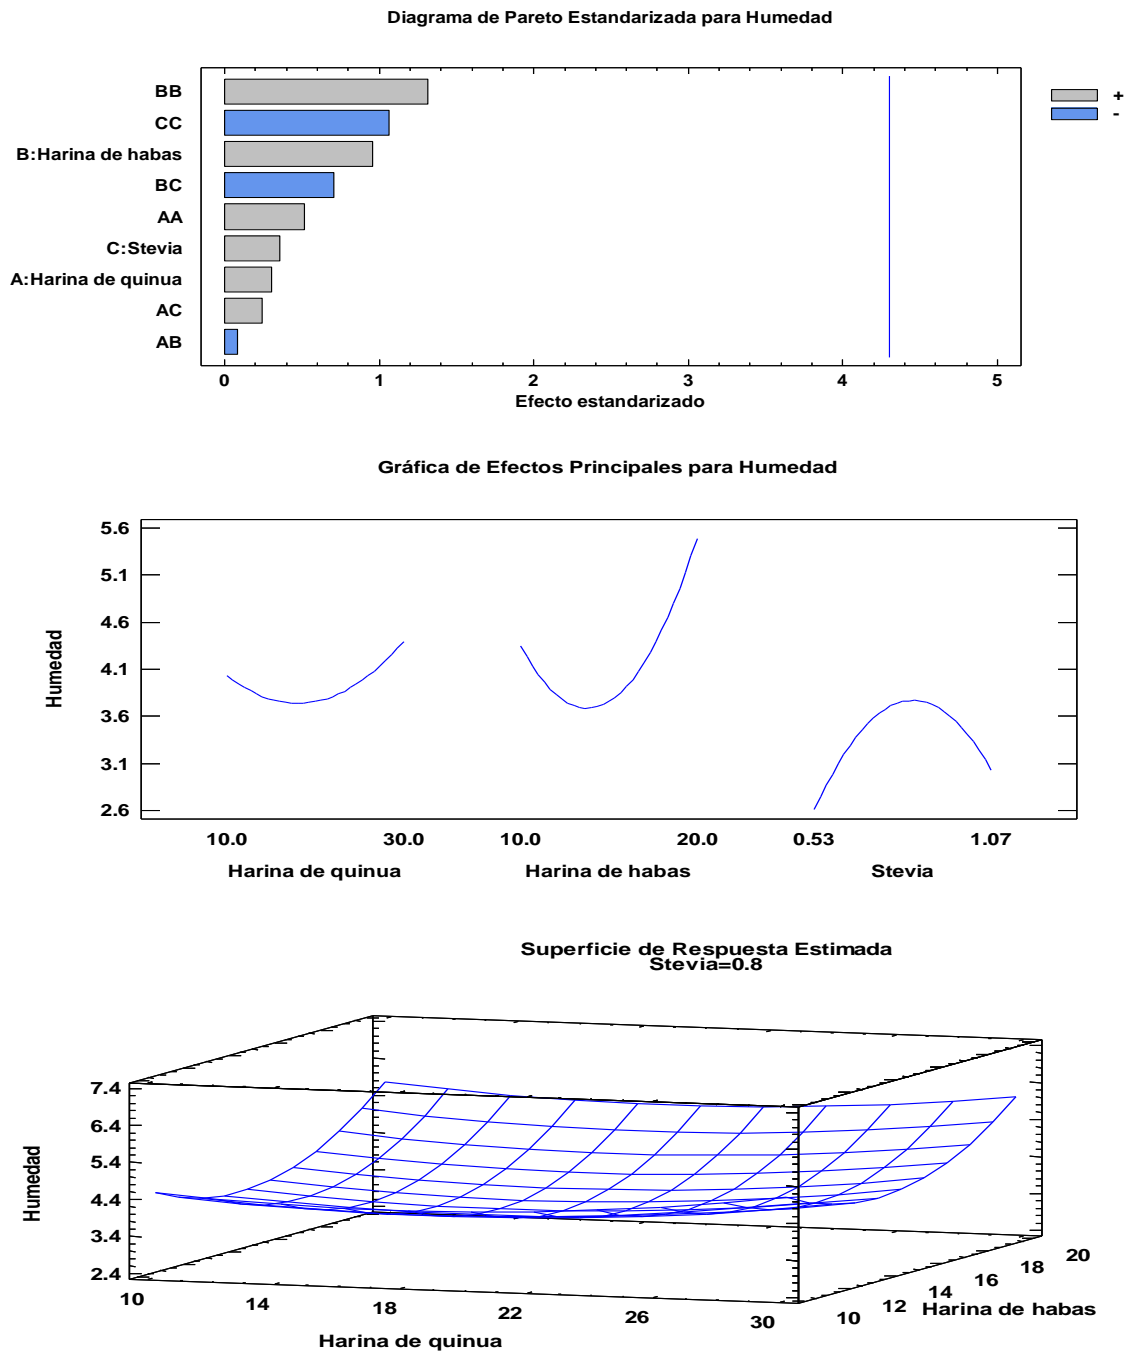 Diagrama de Pareto Estandarizada para Humedad
BB
CC
B:Harina de habas
BC
AA
C:Stevia
A:Harina de quinua
AC
AB
+
-
0 1 2 3 4 5
Efecto estandarizado
Gráfica de Efectos Principales para Humedad
5.6
5.1
4.6
4.1
3.6
3.1
2.6
Humedad
10.0 30.0 10.0 20.0 0.53 1.07
Harina de quinua Harina de habas Stevia
Superficie de Respuesta Estimada
Stevia=0.8
7.4
6.4
5.4
4.4
3.4
2.4
Humedad
10 14 18 22 26 30
Harina de quinua
10 12 14 16 18 20
Harina de habas